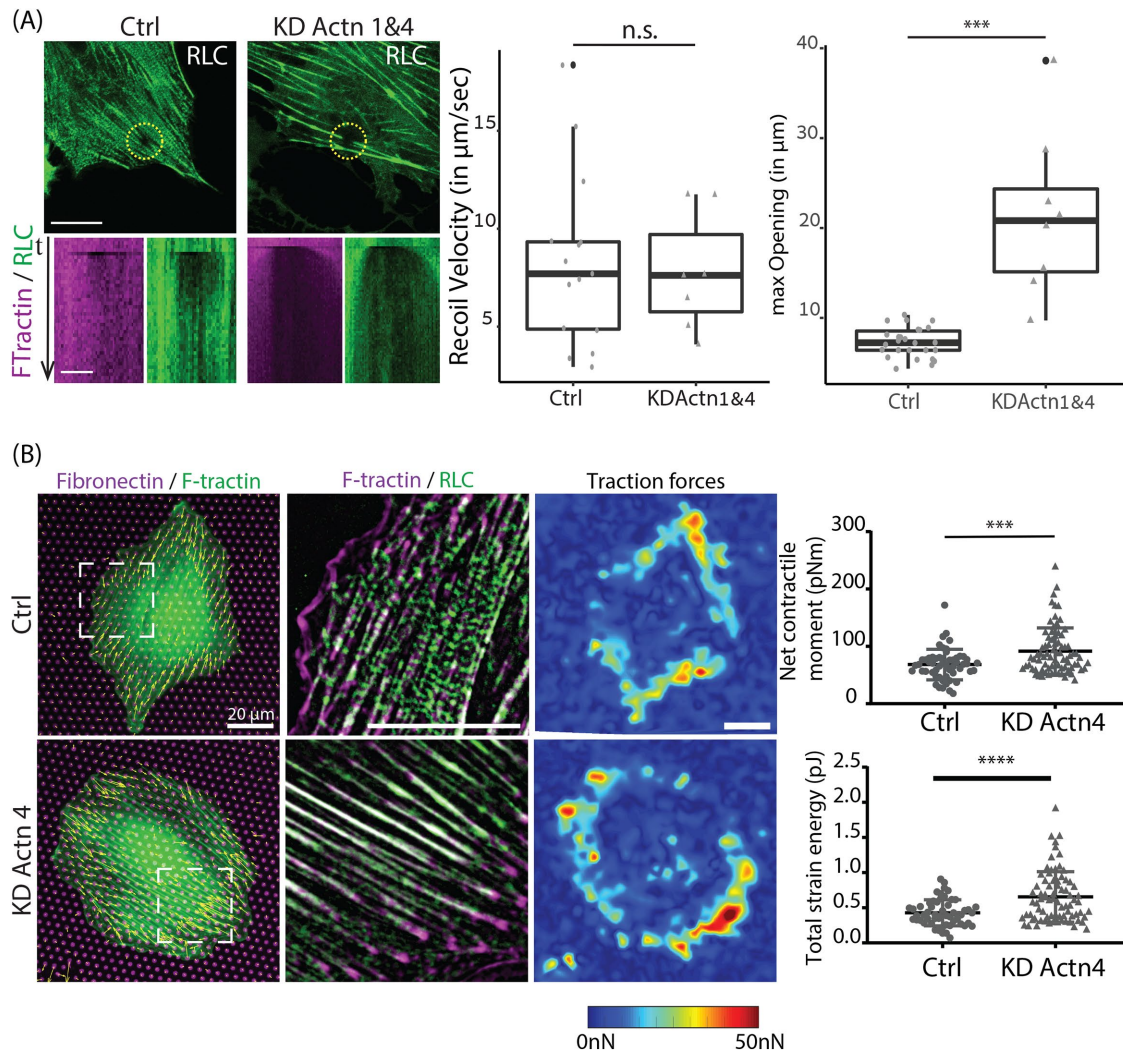 (A)
Ctrl
KD Actn 1&4
RLC
RLC
FTractin / RLC
t
Recoil Velocity (in μm/sec)
n.s.
15
10
5
Ctrl
KDActn1&4
max Opening (in μm)
***
40
30
20
10
Ctrl
KDActn1&4
(B)
Fibronectin / F-tractin
F-tractin / RLC
Traction forces
Ctrl
20 μm
KD Actn 4
0nN
50nN
Net contractile
moment (pNm)
300
200
100
0
***
Ctrl
KD Actn4
Total strain energy (pJ)
2.5
2.0
1.5
1.0
0.5
0.0
****
Ctrl
KD Actn4